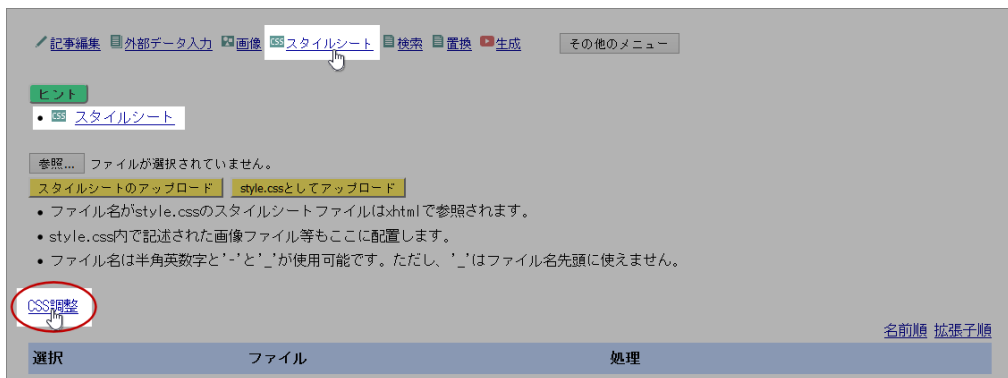 記事編集 外部データ入力 画像 css スタイルシート 検索 置換 生成 その他のメニュー
ヒント
• css スタイルシート
参照... ファイルが選択されていません。
スタイルシートのアップロード style.cssとしてアップロード
• ファイル名がstyle.cssのスタイルシートファイルはxhtmlで参照されます。
• style.css内で記述された画像ファイル等もここに配置します。
• ファイル名は半角英数字と'-'と'_'が使用可能です。ただし、'_'はファイル名先頭に使えません。
CSS調整
名前順 拡張子順
選択 ファイル 処理